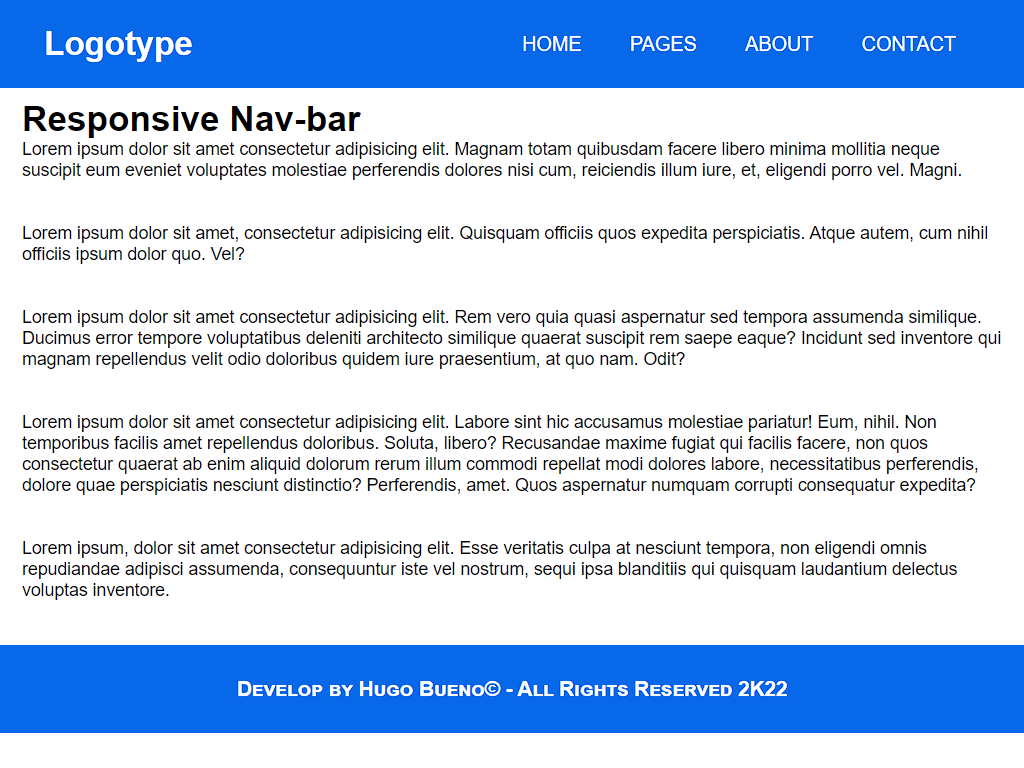 Logotype
HOME PAGES ABOUT CONTACT
Responsive Nav-bar
Lorem ipsum dolor sit amet consectetur adipisicing elit. Magnam totam quibusdam facere libero minima mollitia neque
suscipit eum eveniet voluptates molestiae perferendis dolores nisi cum, reiciendis illum iure, et, eligendi porro vel. Magni.
Lorem ipsum dolor sit amet, consectetur adipisicing elit. Quisquam officiis quos expedita perspiciatis. Atque autem, cum nihil
officiis ipsum dolor quo. Vel?
Lorem ipsum dolor sit amet consectetur adipisicing elit. Rem vero quia quasi aspernatur sed tempora assumenda similique.
Ducimus error tempore voluptatibus deleniti architecto similique quaerat suscipit rem saepe eaque? Incidunt sed inventore qui
magnam repellendus velit odio doloribus quidem iure praesentium, at quo nam. Odit?
Lorem ipsum dolor sit amet consectetur adipisicing elit. Labore sint hic accusamus molestiae pariatur! Eum, nihil. Non
temporibus facilis amet repellendus doloribus. Soluta, libero? Recusandae maxime fugiat qui facilis facere, non quos
consectetur quaerat ab enim aliquid dolorum rerum illum commodi repellat modi dolores labore, necessitatibus perferendis,
dolore quae perspiciatis nesciunt distinctio? Perferendis, amet. Quos aspernatur numquam corrupti consequatur expedita?
Lorem ipsum, dolor sit amet consectetur adipisicing elit. Esse veritatis culpa at nesciunt tempora, non eligendi omnis
repudiandae adipisci assumenda, consequuntur iste vel nostrum, sequi ipsa blanditiis qui quisquam laudantium delectus
voluptas inventore.
Develop by Hugo Bueno© - All Rights Reserved 2K22